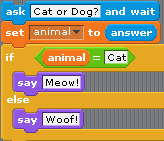 ask Cat or Dog? and wait
set animal to answer
if animal = Cat
say Meow!
else
say Woof!